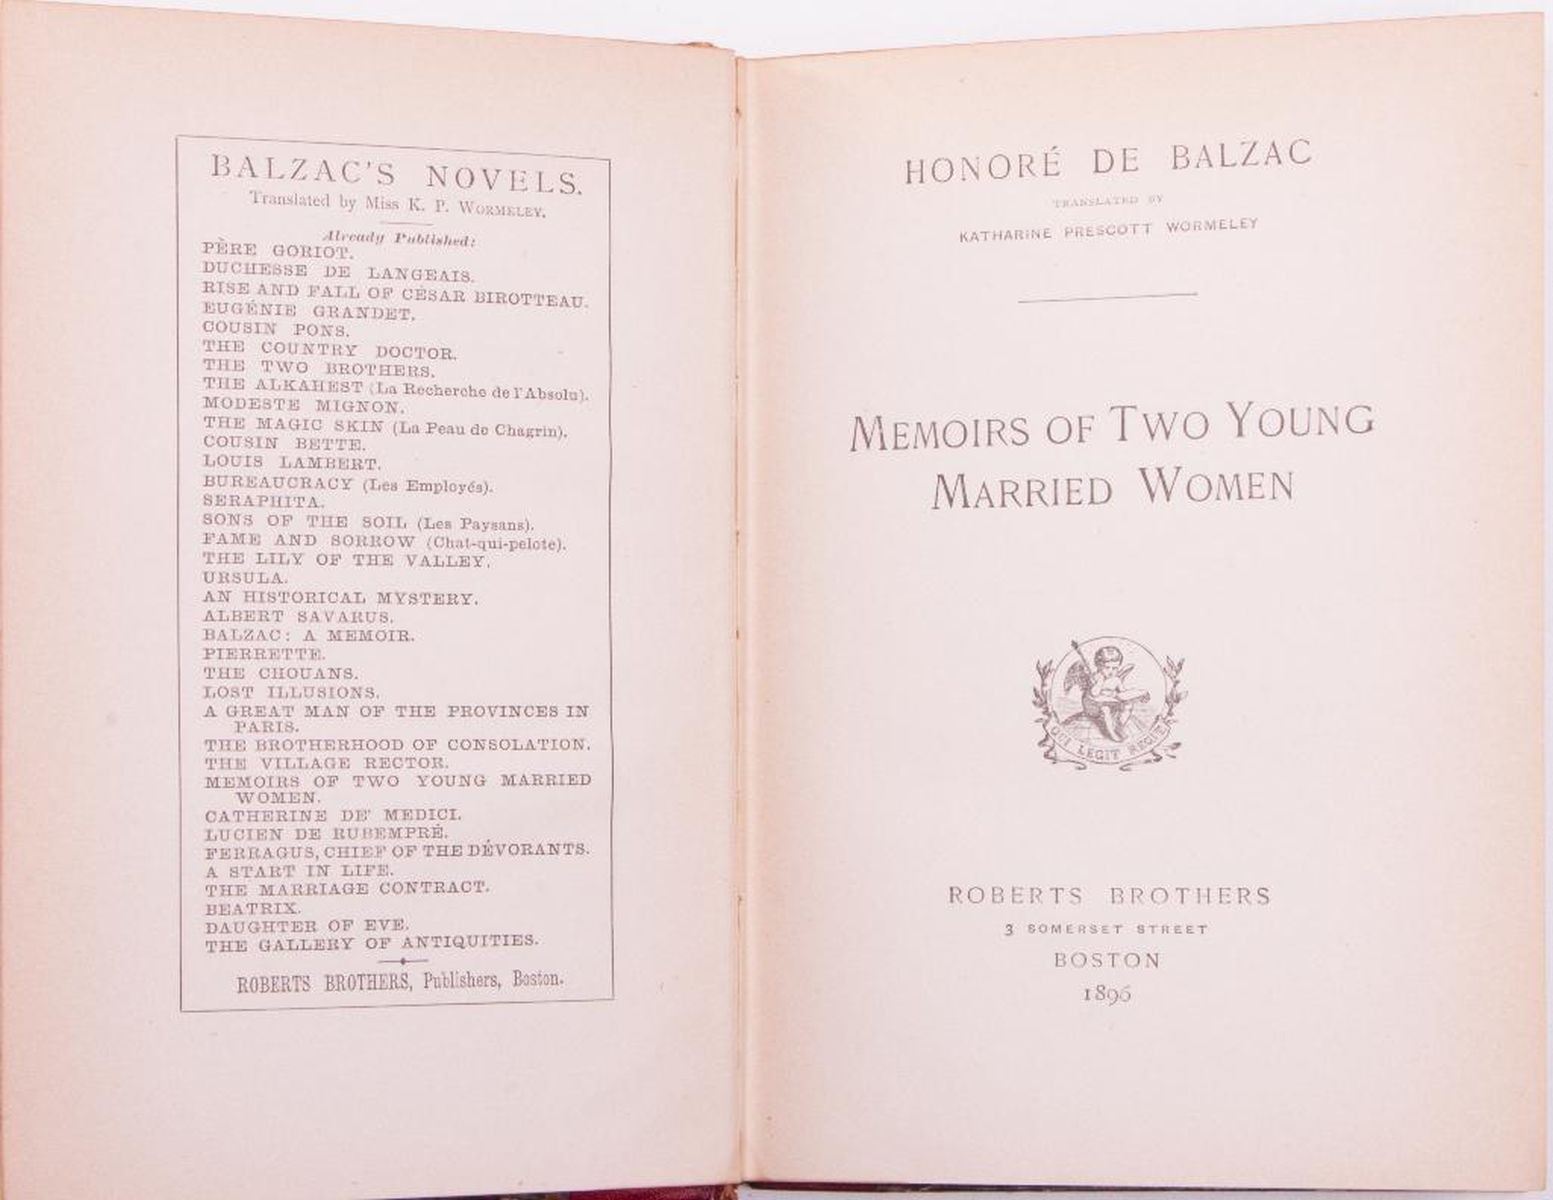 BALZAC'S NOVELS.
Translated by Miss K. P. WORMELEY.
Already Published:
PÈRE GORIOT.
DUCHESSE DE LANGEAIS.
RISE AND FALL OF CÉSAR BIROTTEAU.
EUGÉNIE GRANDET.
COUSIN PONS.
THE COUNTRY DOCTOR.
THE TWO BROTHERS.
THE ALKAHEST (La Recherche de l'Absolu).
MODESTE MIGNON.
THE MAGIC SKIN (La Peau de Chagrin).
COUSIN BETTE.
LOUIS LAMBERT.
BUREAUCRACY (Les Employés).
SERAPHITA.
SONS OF THE SOIL (Les Paysans).
FAME AND SORROW (Chat-qui-pelote).
THE LILY OF THE VALLEY.
URSULA.
AN HISTORICAL MYSTERY.
ALBERT SAVARUS.
BALZAC: A MEMOIR.
PIERRETTE.
THE CHOUANS.
LOST ILLUSIONS.
A GREAT MAN OF THE PROVINCES IN
PARIS.
THE BROTHERHOOD OF CONSOLATION.
THE VILLAGE RECTOR.
MEMOIRS OF TWO YOUNG MARRIED
WOMEN.
CATHERINE DE' MEDICI.
LUCIEN DE RUBEMPRÉ.
FERRAGUS, CHIEF OF THE DÉVORANTS.
A START IN LIFE.
THE MARRIAGE CONTRACT.
BEATRIX.
DAUGHTER OF EVE.
THE GALLERY OF ANTIQUITIES.
ROBERTS BROTHERS, Publishers, Boston.
HONORÉ DE BALZAC
TRANSLATED BY
KATHARINE PRESCOTT WORMELEY
MEMOIRS OF TWO YOUNG
MARRIED WOMEN
QUI LEGIT REGIT
ROBERTS BROTHERS
3 SOMERSET STREET
BOSTON
1896